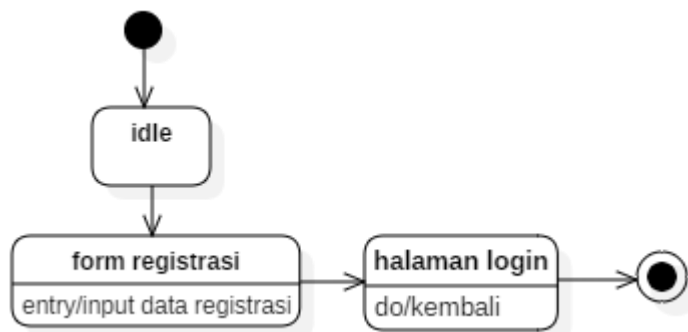 idle
form registrasi
entry/input data registrasi
halaman login
do/kembali